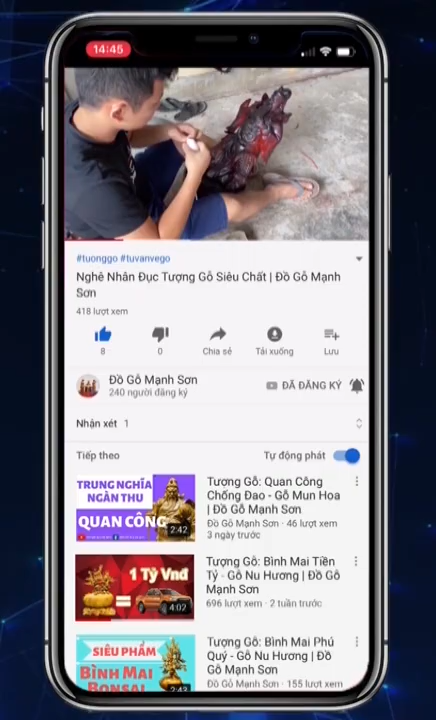 14:45
#tuonggo #tuvanvego
Nghệ Nhân Đục Tượng Gỗ Siêu Chất | Đồ Gỗ Mạnh
Sơn
418 lượt xem
8 0 Chia sẻ Tải xuống Lưu
Đồ Gỗ Mạnh Sơn
240 người đăng ký
ĐÃ ĐĂNG KÝ
Nhận xét 1
Tiếp theo Tự động phát
TRUNG NGHĨA
NGÀN THU
QUAN CÔNG
2:42
Tượng Gỗ: Quan Công
Chống Đao - Gỗ Mun Hoa
| Đồ Gỗ Mạnh Sơn
Đồ Gỗ Mạnh Sơn · 46 lượt xem
3 ngày trước
1 Tỷ Vnđ
=
4:02
Tượng Gỗ: Bình Mai Tiền
Tỷ - Gỗ Nu Hương | Đồ Gỗ
Mạnh Sơn
696 lượt xem · 2 tuần trước
SIÊU PHẨM
BÌNH MAI
BONSAI
2:43
Tượng Gỗ: Bình Mai Phú
Quý - Gỗ Nu Hương | Đồ
Gỗ Mạnh Sơn
Đồ Gỗ Mạnh Sơn · 155 lượt xem